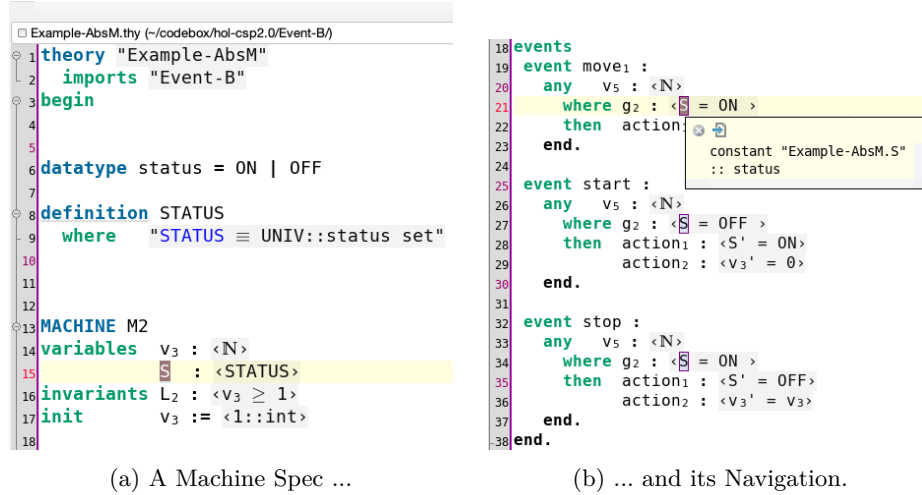 Example-AbsM.thy (~/codebox/hol-csp2.0/Event-B/)
1 theory "Example-AbsM"
2 imports "Event-B"
3 begin
4
5
6 datatype status = ON | OFF
7
8 definition STATUS
9 where "STATUS ≡ UNIV::status set"
10
11
12
13 MACHINE M2
14 variables v₃ : ‹ℕ›
15 S : ‹STATUS›
16 invariants L₂ : ‹v₃ ≥ 1›
17 init v₃ := ‹1::int›
18
(a) A Machine Spec ...
18 events
19 event move₁ :
20 any v₅ : ‹ℕ›
21 where g₂ : ‹S = ON ›
22 then action
constant "Example-AbsM.S"
:: status
23 end.
24
25 event start :
26 any v₅ : ‹ℕ›
27 where g₂ : ‹S = OFF ›
28 then action₁ : ‹S' = ON›
29 action₂ : ‹v₃' = 0›
30 end.
31
32 event stop :
33 any v₅ : ‹ℕ›
34 where g₂ : ‹S = ON ›
35 then action₁ : ‹S' = OFF›
36 action₂ : ‹v₃' = v₃›
37 end.
38 end.
(b) ... and its Navigation.